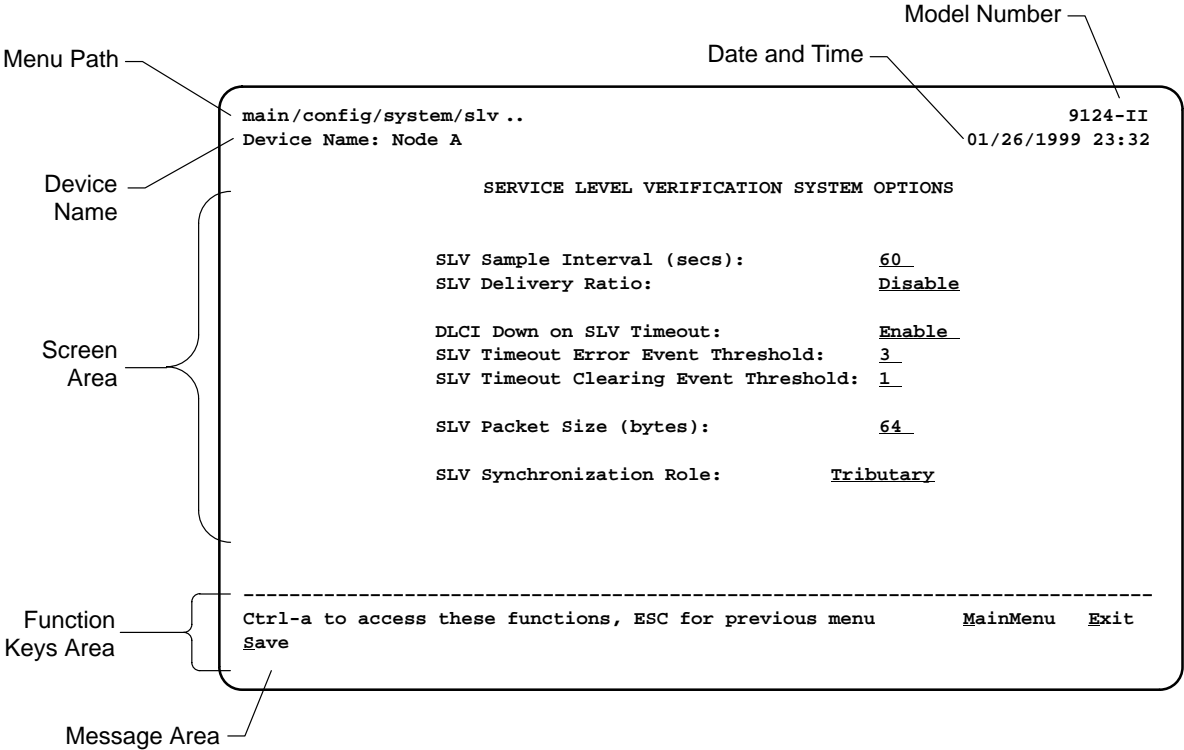 Model Number
Date and Time
Menu Path
main/config/system/slv .. 9124-II
Device Name: Node A 01/26/1999 23:32
Device
Name
SERVICE LEVEL VERIFICATION SYSTEM OPTIONS
SLV Sample Interval (secs): 60
SLV Delivery Ratio: Disable
DLCI Down on SLV Timeout: Enable
SLV Timeout Error Event Threshold: 3
SLV Timeout Clearing Event Threshold: 1
Screen
Area
SLV Packet Size (bytes): 64
SLV Synchronization Role: Tributary
--------------------------------------------------------------------------------
Function
Keys Area
Ctrl-a to access these functions, ESC for previous menu MainMenu Exit
Save
Message Area